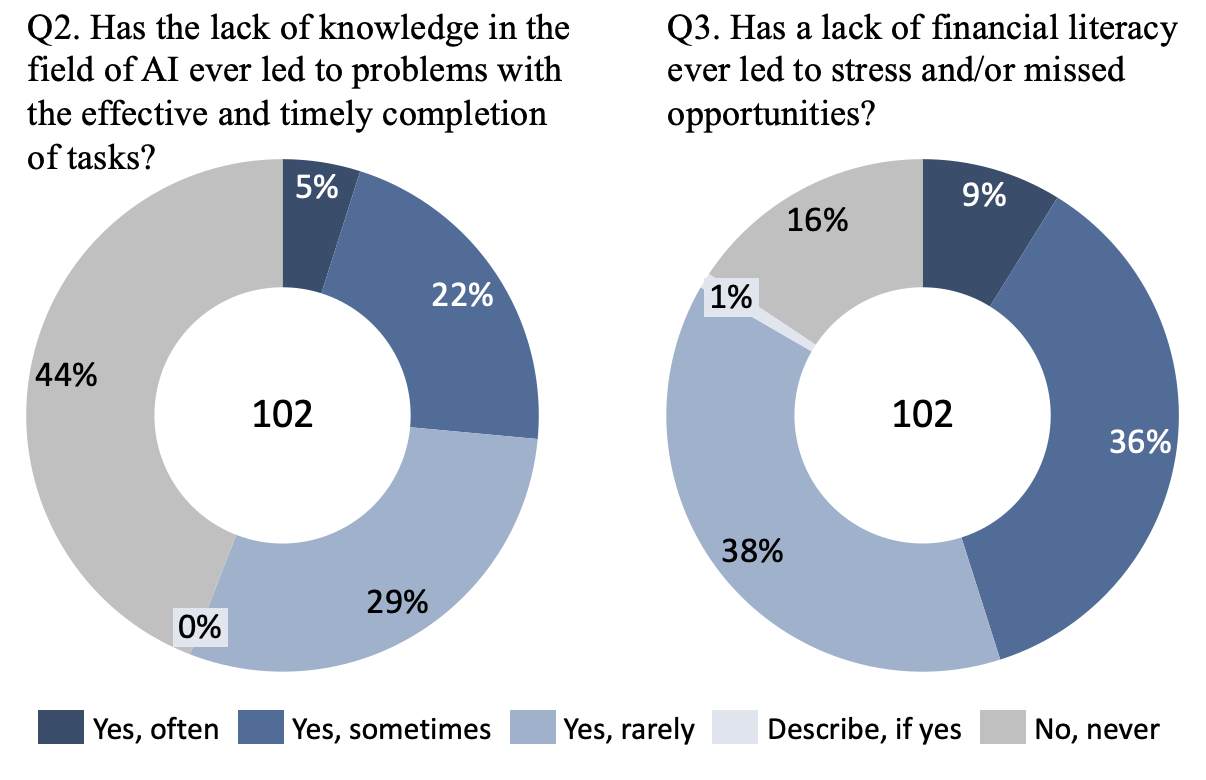 Q2. Has the lack of knowledge in the
field of AI ever led to problems with
the effective and timely completion
of tasks?
5%
22%
44%
102
29%
0%
Q3. Has a lack of financial literacy
ever led to stress and/or missed
opportunities?
9%
16%
1%
102
36%
38%
Yes, often
Yes, sometimes
Yes, rarely
Describe, if yes
No, never